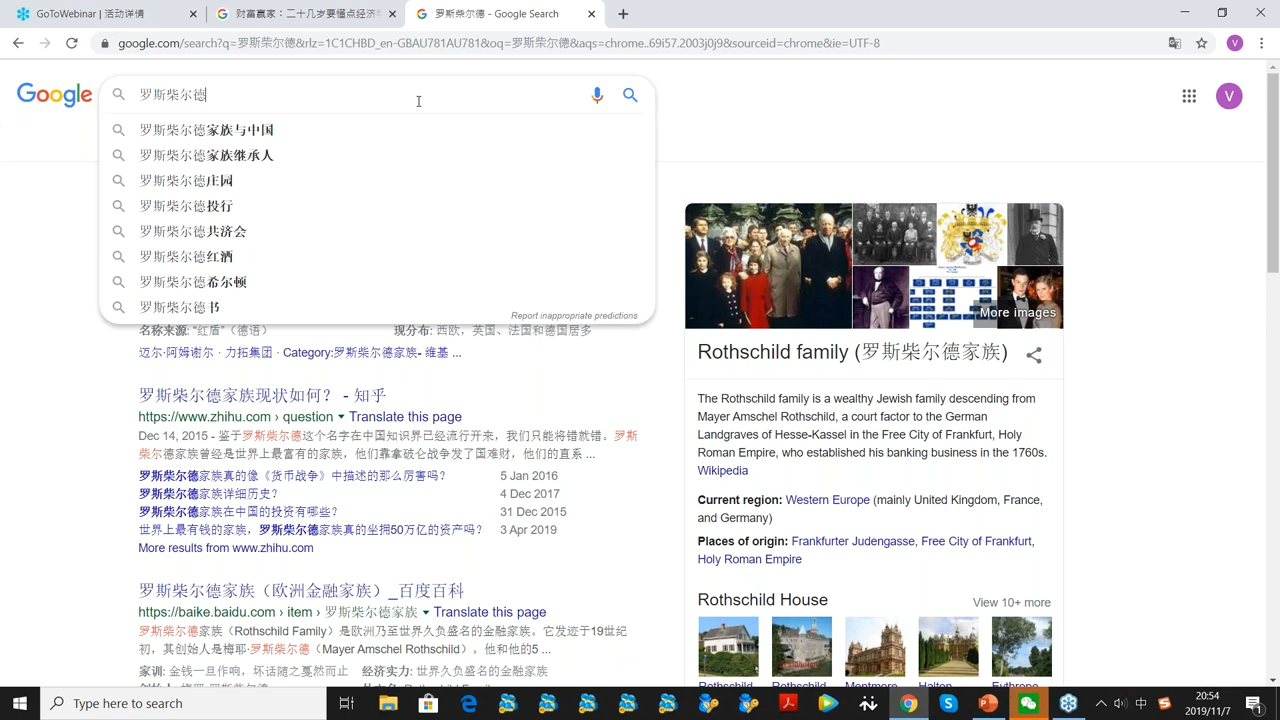 GoToWebinar | 活动详情
财富赢家：二十几岁要懂点经济
罗斯柴尔德 - Google Search
google.com/search?q=罗斯柴尔德&rlz=1C1CHBD_en-GBAU781AU781&oq=罗斯柴尔德&aqs=chrome..69i57.2003j0j9&sourceid=chrome&ie=UTF-8
V
Google
罗斯柴尔德
V
罗斯柴尔德家族与中国
罗斯柴尔德家族继承人
罗斯柴尔德庄园
罗斯柴尔德投行
罗斯柴尔德共济会
罗斯柴尔德红酒
罗斯柴尔德希尔顿
罗斯柴尔德 书
Report inappropriate predictions
名称来源: “红盾”（德语）
现分布: 西欧，英国、法国和德国居多
迈尔·阿姆谢尔 · 力拓集团 · Category:罗斯柴尔德家族- 维基 ...
罗斯柴尔德家族现状如何？ - 知乎
https://www.zhihu.com › question ▾ Translate this page
Dec 14, 2015 - 鉴于罗斯柴尔德这个名字在中国知识界已经流行开来，我们只能将错就错。罗斯
柴尔德家族曾经是世界上最富有的家族，他们靠拿破仑战争发了国难财，他们的直系 ...
罗斯柴尔德家族真的像《货币战争》中描述的那么厉害吗？ 5 Jan 2016
罗斯柴尔德家族详细历史？ 4 Dec 2017
罗斯柴尔德家族在中国的投资有哪些？ 31 Dec 2015
世界上最有钱的家族，罗斯柴尔德家族真的坐拥50万亿的资产吗？ 3 Apr 2019
More results from www.zhihu.com
罗斯柴尔德家族（欧洲金融家族）_百度百科
https://baike.baidu.com › item › 罗斯柴尔德家族 ▾ Translate this page
罗斯柴尔德家族（Rothschild Family）是欧洲乃至世界久负盛名的金融家族。它发迹于19世纪
初，其创始人是梅耶·罗斯柴尔德（Mayer Amschel Rothschild）。他和他的5 ...
家训: 金钱一旦作响，坏话随之戛然而止
经济实力: 世界久负盛名的金融家族
More images
Rothschild family (罗斯柴尔德家族)
The Rothschild family is a wealthy Jewish family descending from
Mayer Amschel Rothschild, a court factor to the German
Landgraves of Hesse-Kassel in the Free City of Frankfurt, Holy
Roman Empire, who established his banking business in the 1760s.
Wikipedia
Current region: Western Europe (mainly United Kingdom, France,
and Germany)
Places of origin: Frankfurter Judengasse, Free City of Frankfurt,
Holy Roman Empire
Rothschild House
View 10+ more
Rothschild
Rothschild
Halton
Type here to search
中
20:54
2019/11/7